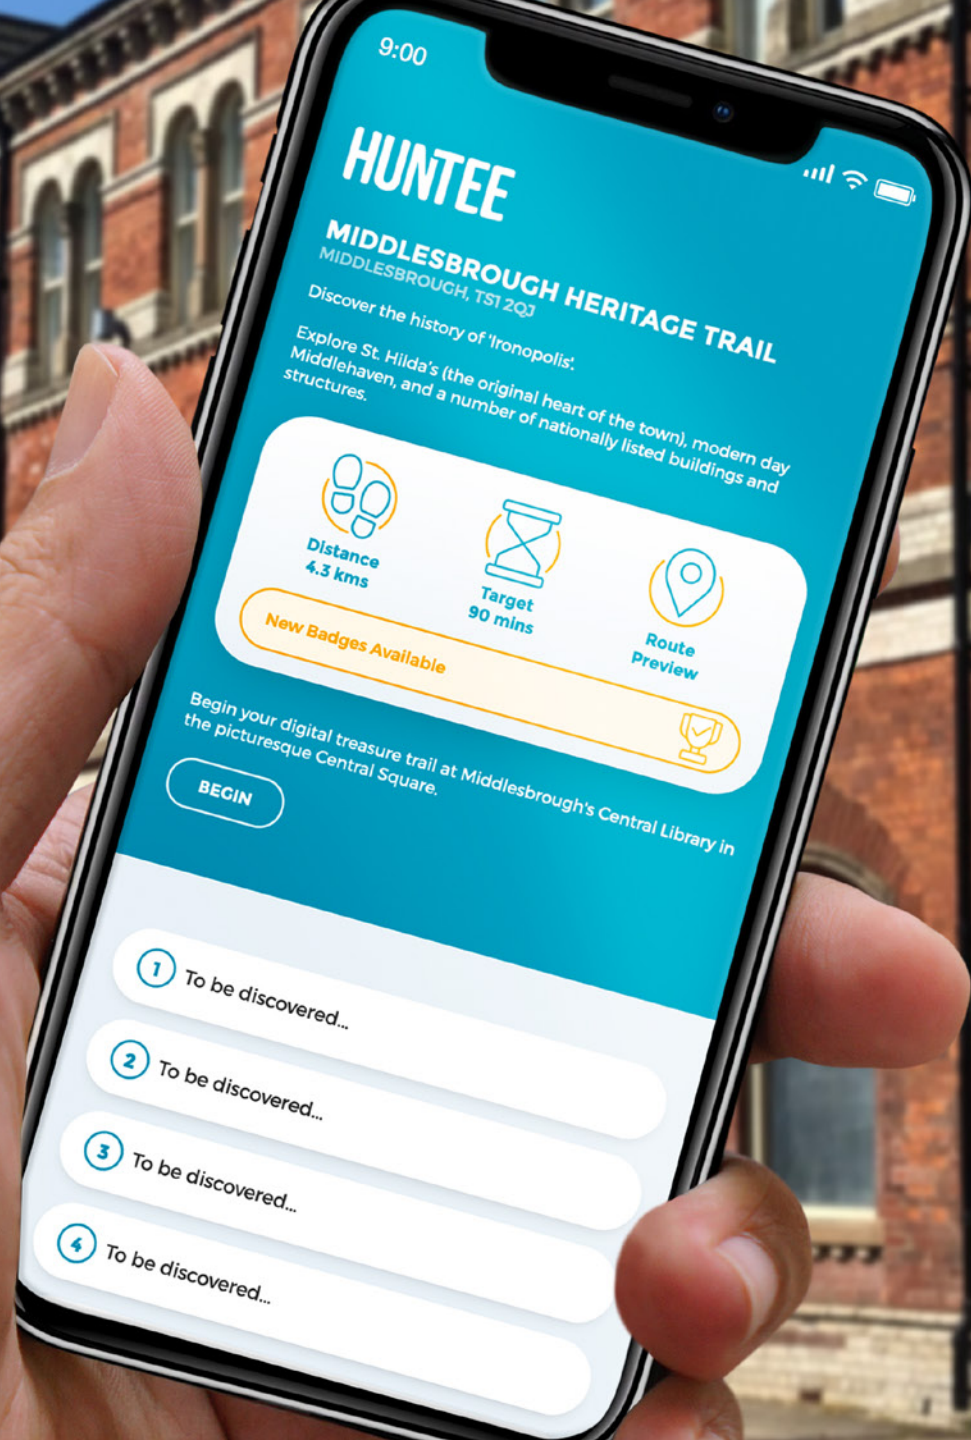 9:00
HUNTEE
MIDDLESBROUGH HERITAGE TRAIL
MIDDLESBROUGH, TS1 2QJ
Discover the history of 'Ironopolis'.
Explore St. Hilda's (the original heart of the town), modern day
Middlehaven, and a number of nationally listed buildings and
structures.
Distance
4.3 kms
Target
90 mins
Route
Preview
New Badges Available
Begin your digital treasure trail at Middlesbrough's Central Library in
the picturesque Central Square.
BEGIN
1 To be discovered...
2 To be discovered...
3 To be discovered...
4 To be discovered...